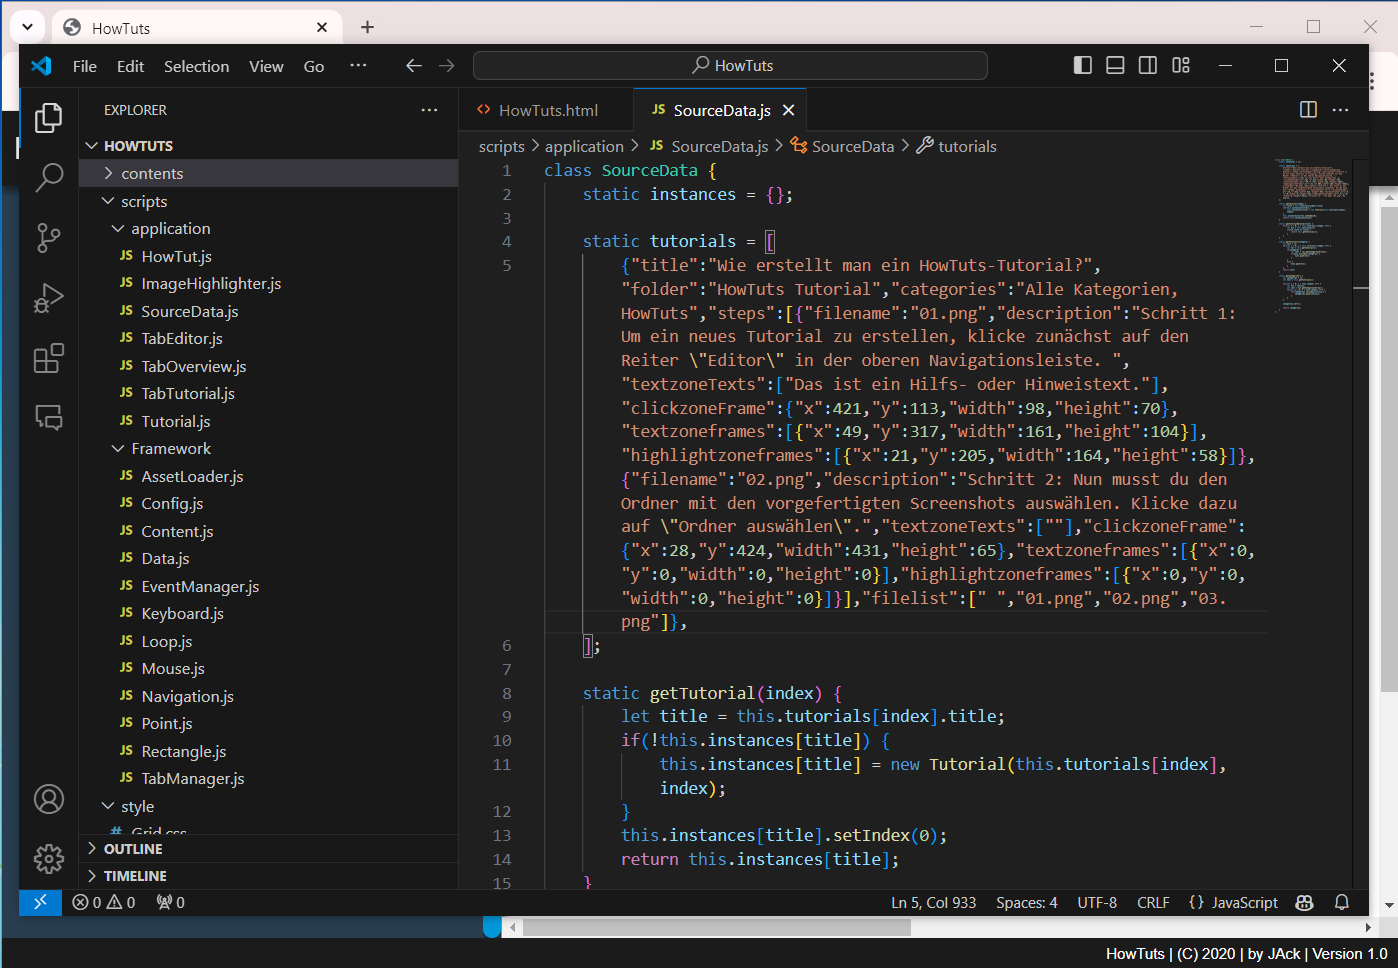 HowTuts
File Edit Selection View Go ··· HowTuts
EXPLORER ···
HOWTUTS
contents
scripts
application
JS HowTut.js
JS ImageHighlighter.js
JS SourceData.js
JS TabEditor.js
JS TabOverview.js
JS TabTutorial.js
JS Tutorial.js
Framework
JS AssetLoader.js
JS Config.js
JS Content.js
JS Data.js
JS EventManager.js
JS Keyboard.js
JS Loop.js
JS Mouse.js
JS Navigation.js
JS Point.js
JS Rectangle.js
JS TabManager.js
style
# Grid.css
OUTLINE
TIMELINE
HowTuts.html JS SourceData.js
scripts > application > JS SourceData.js > SourceData > tutorials
1 class SourceData {
2 static instances = {};
3
4 static tutorials = [
5 {"title":"Wie erstellt man ein HowTuts-Tutorial?",
"folder":"HowTuts Tutorial","categories":"Alle Kategorien,
HowTuts","steps":[{"filename":"01.png","description":"Schritt 1:
Um ein neues Tutorial zu erstellen, klicke zunächst auf den
Reiter \"Editor\" in der oberen Navigationsleiste. ",
"textzoneTexts":["Das ist ein Hilfs- oder Hinweistext."],
"clickzoneFrame":{"x":421,"y":113,"width":98,"height":70},
"textzoneframes":[{"x":49,"y":317,"width":161,"height":104}],
"highlightzoneframes":[{"x":21,"y":205,"width":164,"height":58}]},
{"filename":"02.png","description":"Schritt 2: Nun musst du den
Ordner mit den vorgefertigten Screenshots auswählen. Klicke dazu
auf \"Ordner auswählen\".","textzoneTexts":[""],"clickzoneFrame":
{"x":28,"y":424,"width":431,"height":65},"textzoneframes":[{"x":0,
"y":0,"width":0,"height":0}],"highlightzoneframes":[{"x":0,"y":0,
"width":0,"height":0}]}],"filelist":[" ","01.png","02.png","03.
png"]},
6 ];
7
8 static getTutorial(index) {
9 let title = this.tutorials[index].title;
10 if(!this.instances[title]) {
11 this.instances[title] = new Tutorial(this.tutorials[index],
index);
12 }
13 this.instances[title].setIndex(0);
14 return this.instances[title];
15 }
0 0 0 Ln 5, Col 933 Spaces: 4 UTF-8 CRLF {} JavaScript
HowTuts | (C) 2020 | by JAck | Version 1.0